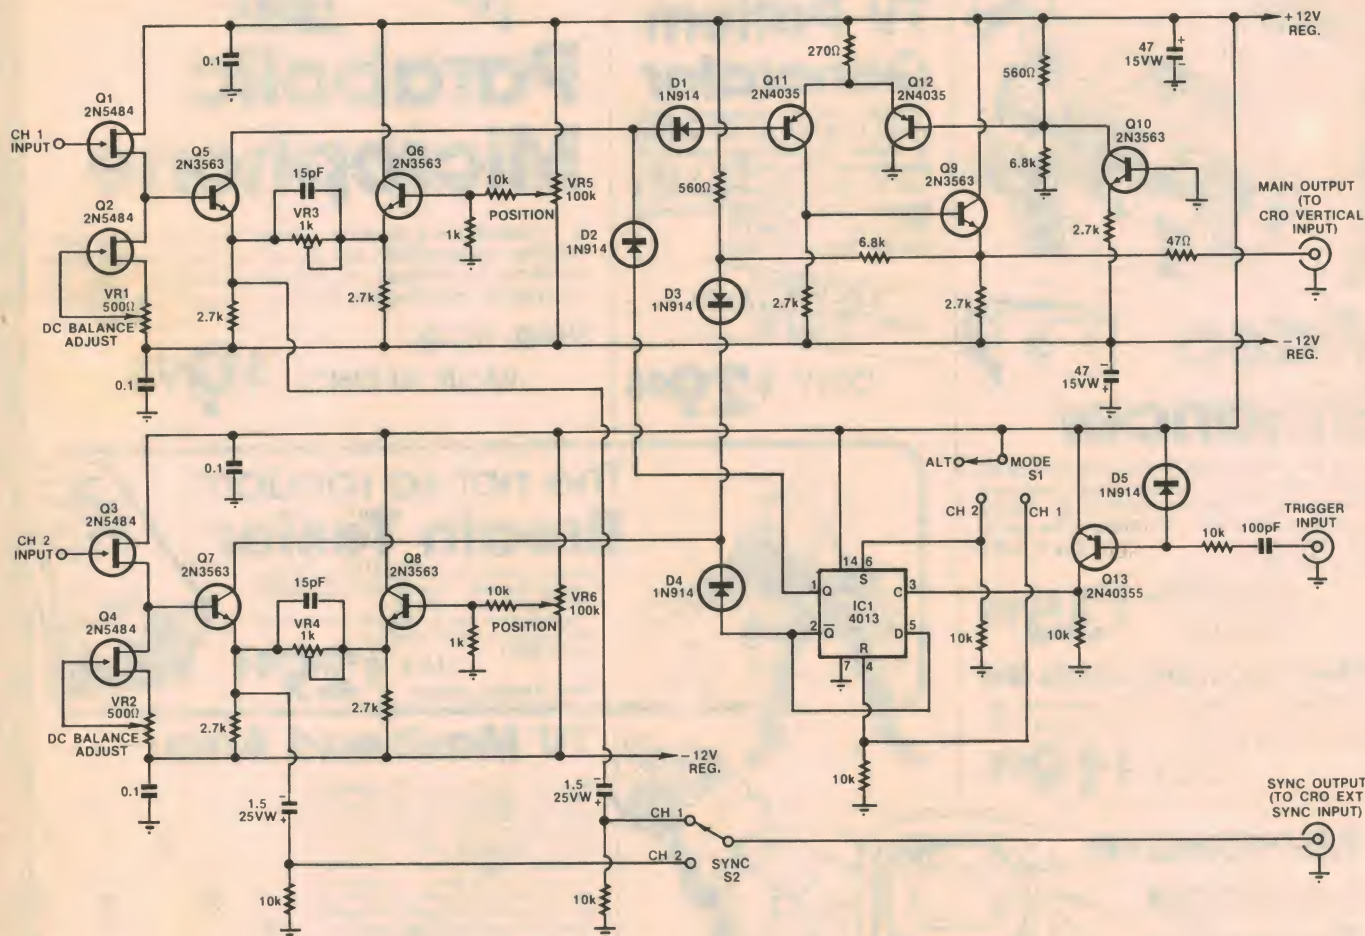 +12V
REG.
0.1
270Ω
47
15VW
+
−
Q1
2N5484
D1
1N914
Q11
2N4035
Q12
2N4035
560Ω
CH 1
INPUT
Q5
2N3563
Q6
2N3563
Q10
2N3563
15pF
10k
VR5
100k
6.8k
Q9
2N3563
560Ω
Q2
2N5484
VR3
1k
POSITION
D2
1N914
1k
MAIN OUTPUT
(TO
CRO VERTICAL
INPUT)
2.7k
47Ω
6.8k
VR1
500Ω
DC BALANCE
ADJUST
2.7k
2.7k
D3
1N914
2.7k
2.7k
−12V
REG.
0.1
47
15VW
−
+
0.1
ALT
MODE
S1
D5
1N914
Q3
2N5484
CH 2
CH 1
TRIGGER
INPUT
CH 2
INPUT
Q7
2N3563
Q8
2N3563
10k
100pF
15pF
10k
VR6
100k
D4
1N914
14
6
S
1
Q
IC1
4013
C
3
2
Q
D
5
R
7
4
Q13
2N40355
Q4
2N5484
VR4
1k
POSITION
1k
10k
10k
VR2
500Ω
DC BALANCE
ADJUST
2.7k
2.7k
−12V
REG.
10k
0.1
1.5
25VW
−
+
1.5
25VW
−
+
CH 1
CH 2
SYNC
S2
SYNC OUTPUT
(TO CRO EXT
SYNC INPUT)
10k
10k